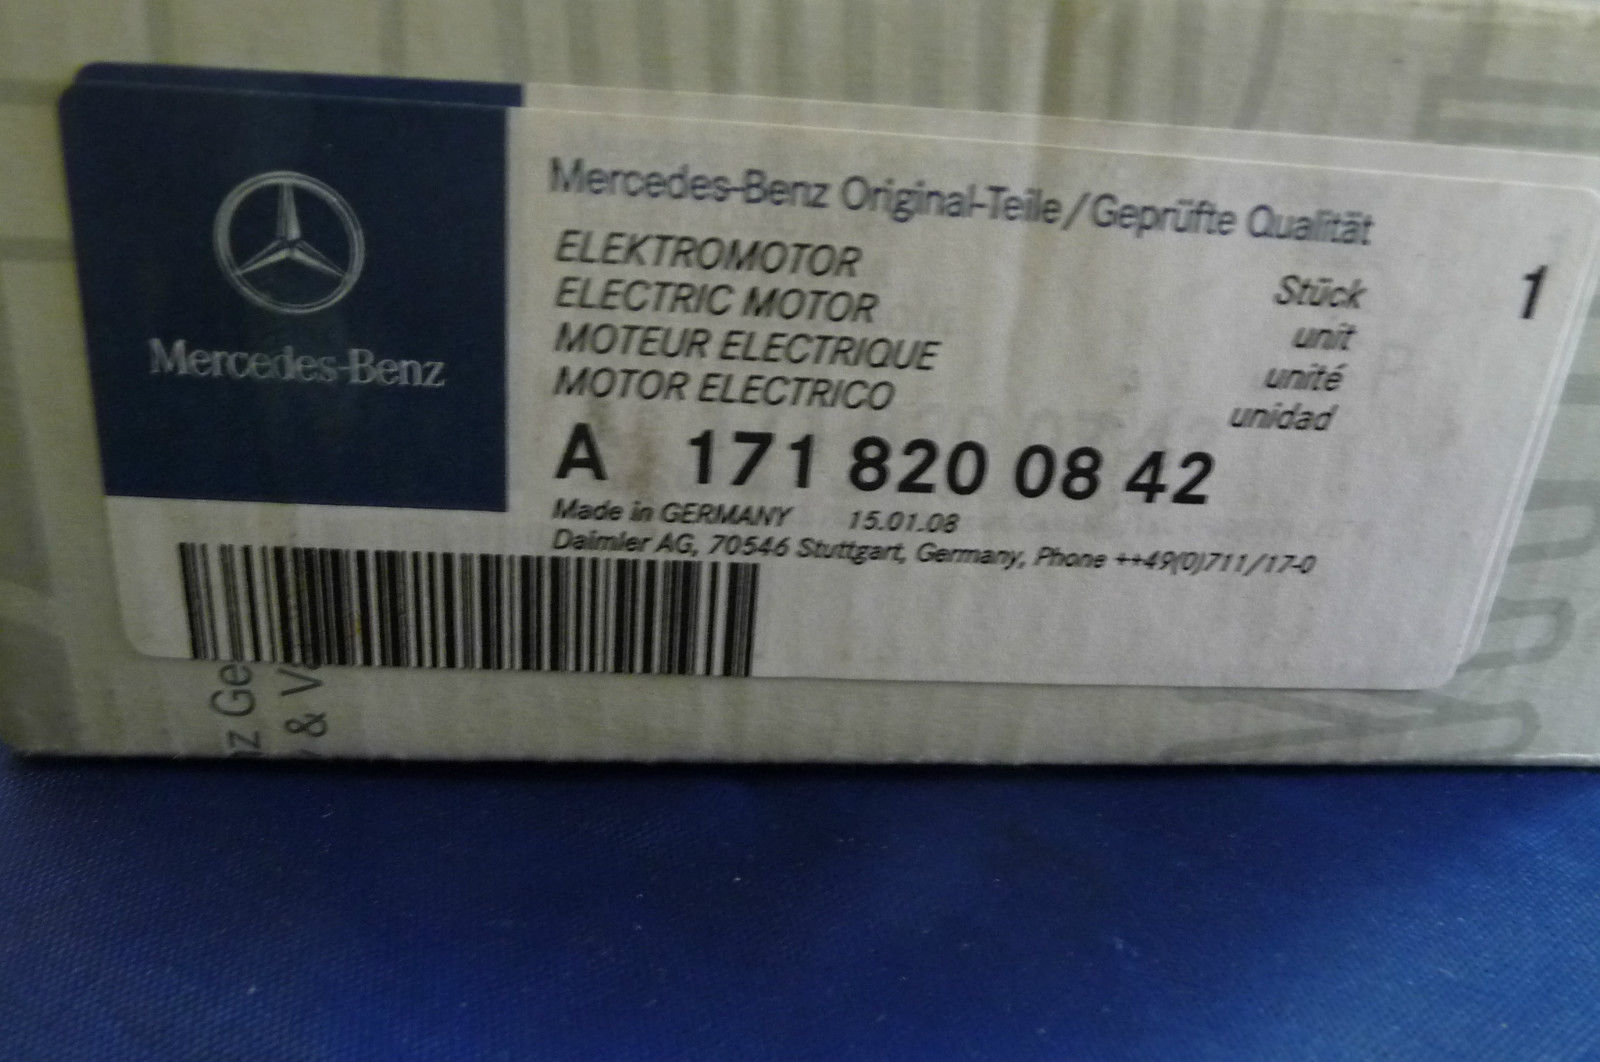 Mercedes-Benz
Mercedes-Benz Original-Teile/Geprüfte Qualität
ELEKTROMOTOR Stück 1
ELECTRIC MOTOR unit
MOTEUR ELECTRIQUE unité
MOTOR ELECTRICO unidad
A 171 820 08 42
Made in GERMANY 15.01.08
Daimler AG, 70546 Stuttgart, Germany, Phone ++49(0)711/17-0
nz Ge
& V